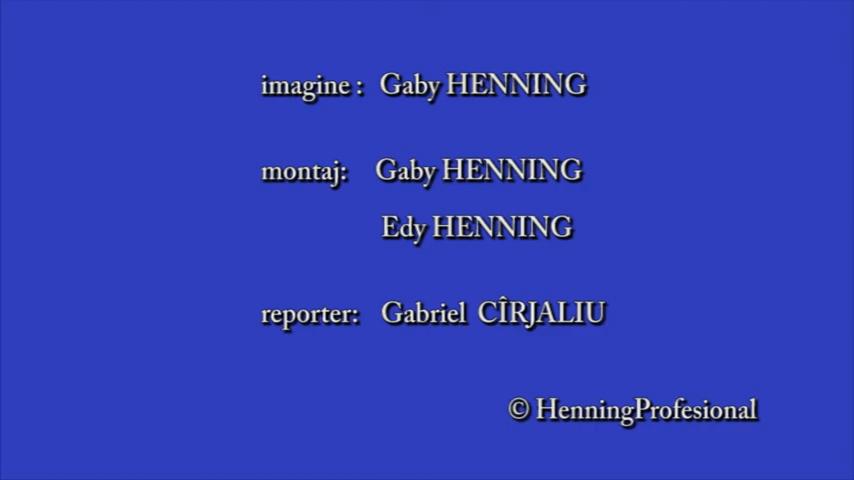 imagine : Gaby HENNING
montaj: Gaby HENNING
Edy HENNING
reporter: Gabriel CÎRJALIU
© HenningProfesional